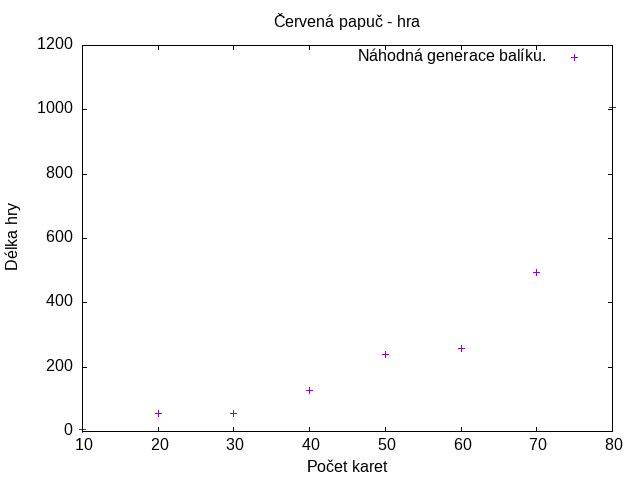 Červená papuč - hra
Náhodná generace balíku.
1200
1000
800
600
400
200
0
10 20 30 40 50 60 70 80
Délka hry
Počet karet